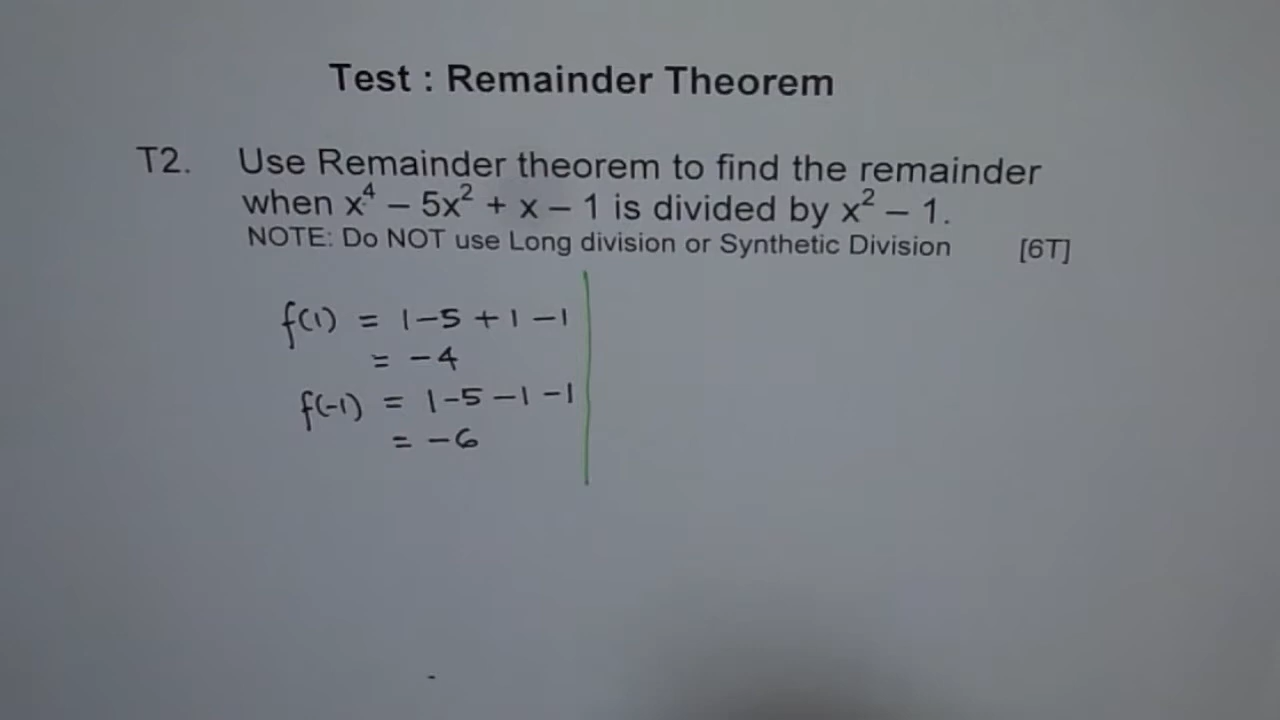 Test : Remainder Theorem
T2. Use Remainder theorem to find the remainder
when x⁴ – 5x² + x – 1 is divided by x² – 1.
NOTE: Do NOT use Long division or Synthetic Division [6T]
f(1) = 1-5+1-1
= -4
f(-1) = 1-5-1-1
= -6